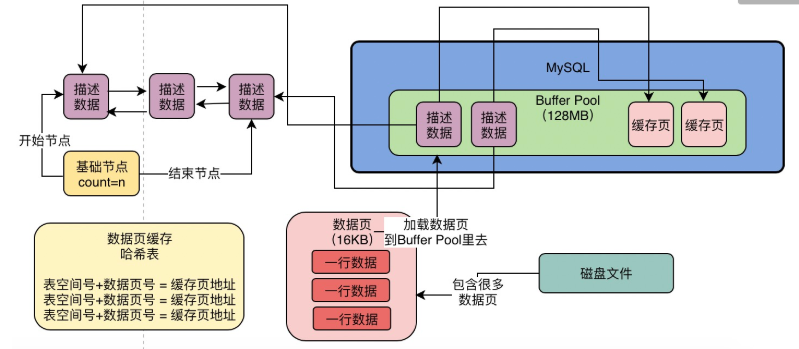 MySQL
Buffer Pool
（128MB）
描述
数据
描述
数据
描述
数据
描述
数据
描述
数据
缓存页
缓存页
开始节点
基础节点
count=n
结束节点
数据页缓存
哈希表
表空间号+数据页号 = 缓存页地址
表空间号+数据页号 = 缓存页地址
表空间号+数据页号 = 缓存页地址
数据页
（16KB）
加载数据页
到Buffer Pool里去
一行数据
一行数据
一行数据
包含很多
数据页
磁盘文件